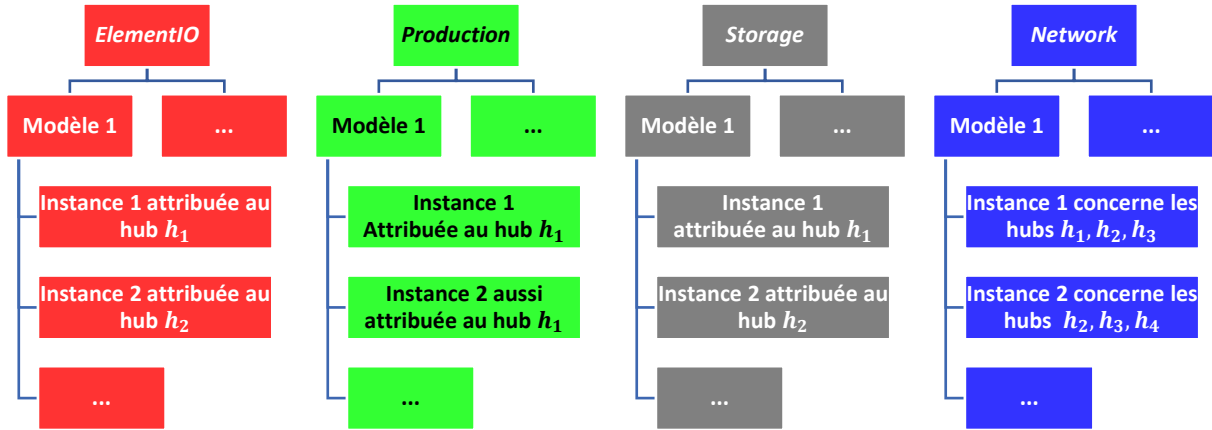 ElementIO
Modèle 1
...
Instance 1 attribuée au
hub h₁
Instance 2 attribuée au
hub h₂
...
Production
Modèle 1
...
Instance 1
Attribuée au hub h₁
Instance 2 aussi
attribuée au hub h₁
...
Storage
Modèle 1
...
Instance 1
attribuée au hub h₁
Instance 2 attribuée au
hub h₂
...
Network
Modèle 1
...
Instance 1 concerne les
hubs h₁, h₂, h₃
Instance 2 concerne les
hubs h₂, h₃, h₄
...